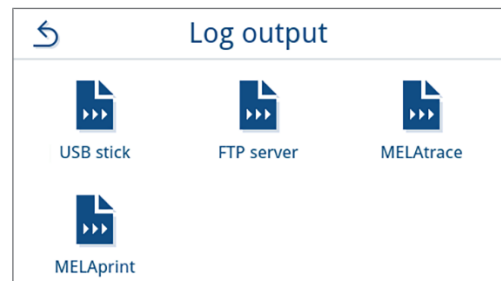 Log output
USB stick
FTP server
MELAtrace
MELAprint